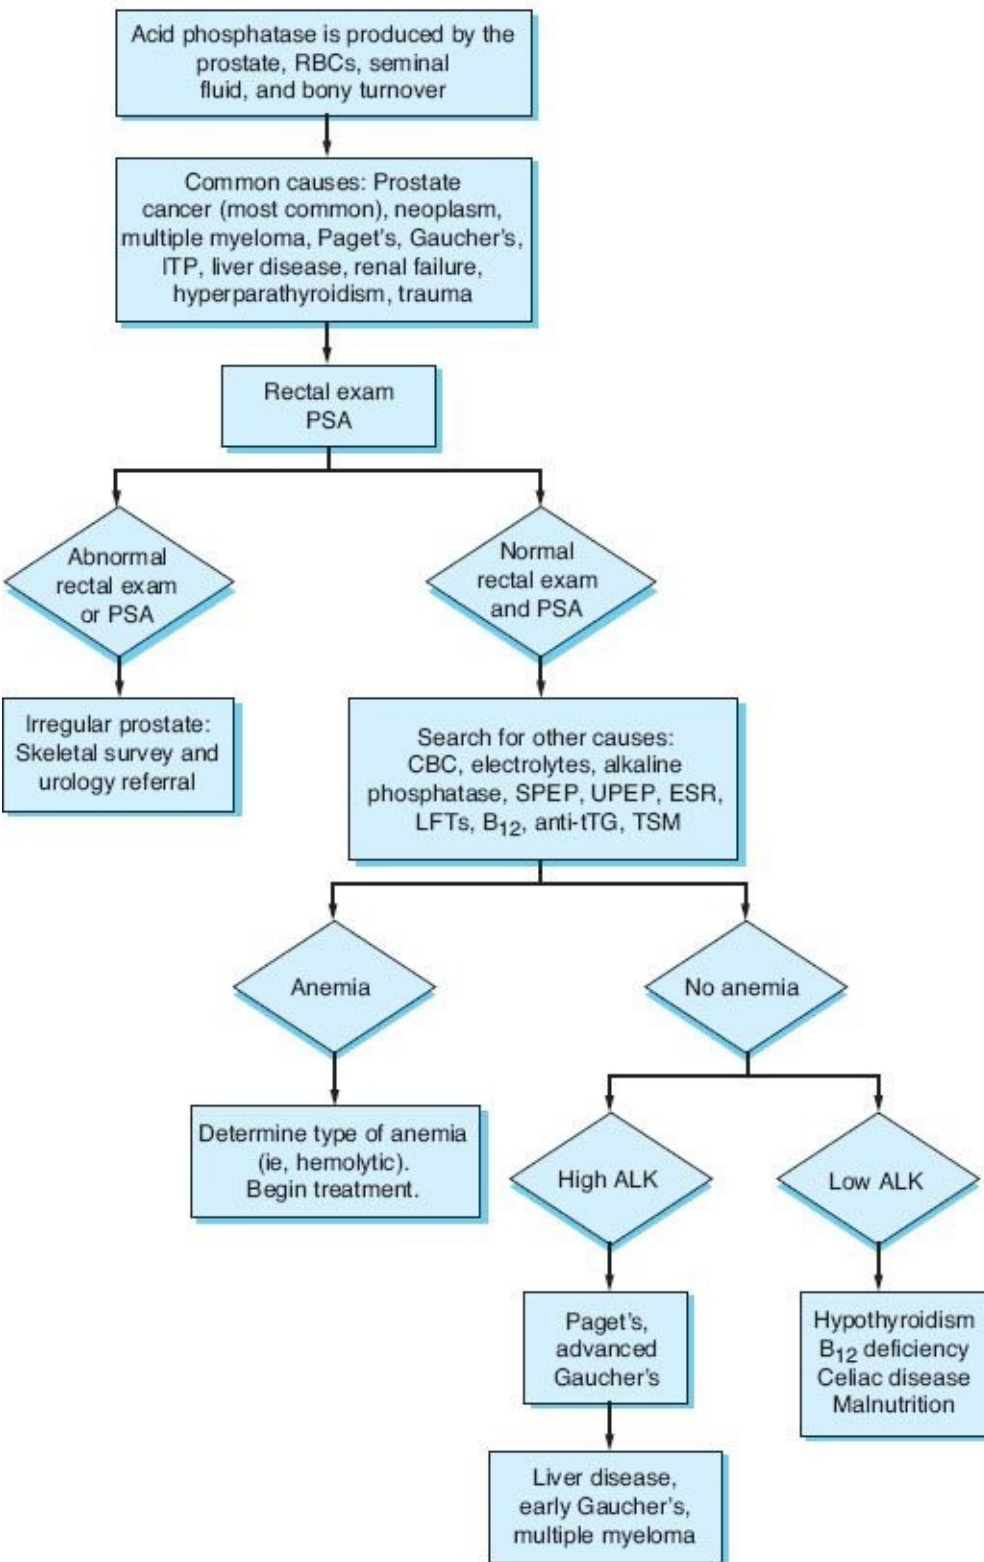 Acid phosphatase is produced by the
prostate, RBCs, seminal
fluid, and bony turnover
Common causes: Prostate
cancer (most common), neoplasm,
multiple myeloma, Paget's, Gaucher's,
ITP, liver disease, renal failure,
hyperparathyroidism, trauma
Rectal exam
PSA
Abnormal
rectal exam
or PSA
Normal
rectal exam
and PSA
Irregular prostate:
Skeletal survey and
urology referral
Search for other causes:
CBC, electrolytes, alkaline
phosphatase, SPEP, UPEP, ESR,
LFTs, B12, anti-tTG, TSM
Anemia
No anemia
Determine type of anemia
(ie, hemolytic).
Begin treatment.
High ALK
Low ALK
Paget's,
advanced
Gaucher's
Hypothyroidism
B12 deficiency
Celiac disease
Malnutrition
Liver disease,
early Gaucher's,
multiple myeloma